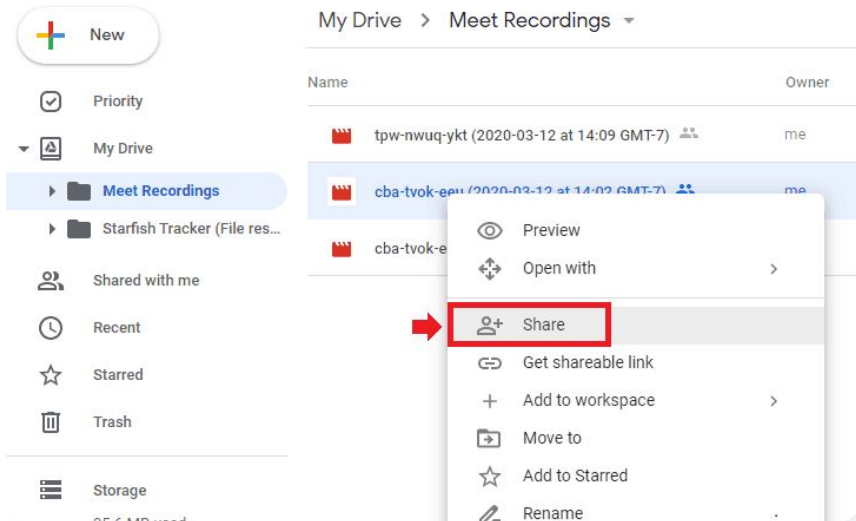 New
Priority
My Drive
Meet Recordings
Starfish Tracker (File res...
Shared with me
Recent
Starred
Trash
Storage
My Drive > Meet Recordings
Name
Owner
tpw-nwuq-ykt (2020-03-12 at 14:09 GMT-7)
me
cba-tvok-eeu (2020-03-12 at 14:02 GMT-7)
me
cba-tvok-e
Preview
Open with
Share
Get shareable link
Add to workspace
Move to
Add to Starred
Rename